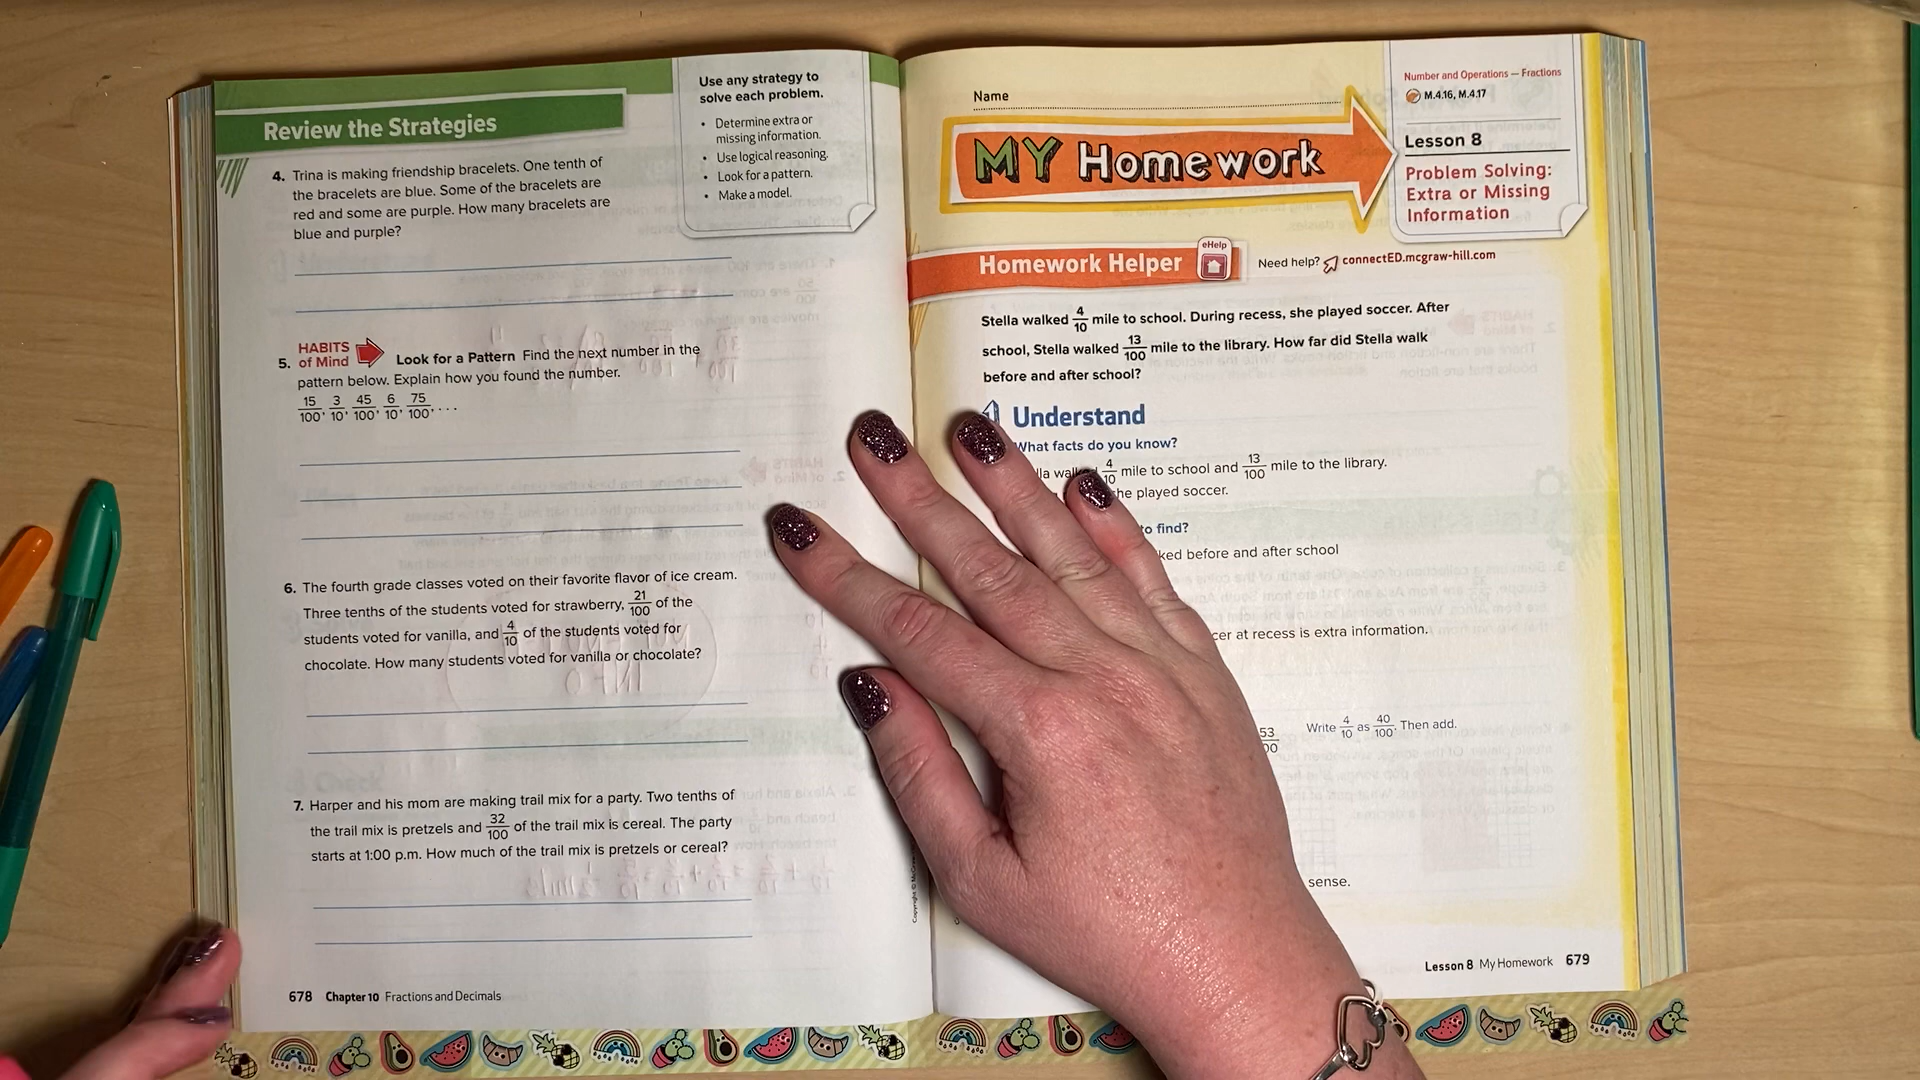 Review the Strategies
Use any strategy to
solve each problem.
• Determine extra or
missing information.
• Use logical reasoning.
• Look for a pattern.
• Make a model.
4. Trina is making friendship bracelets. One tenth of
the bracelets are blue. Some of the bracelets are
red and some are purple. How many bracelets are
blue and purple?
5. HABITS of Mind Look for a Pattern Find the next number in the
pattern below. Explain how you found the number.
15/100, 3/10, 45/100, 6/10, 75/100, . . .
6. The fourth grade classes voted on their favorite flavor of ice cream.
Three tenths of the students voted for strawberry, 21/100 of the
students voted for vanilla, and 4/10 of the students voted for
chocolate. How many students voted for vanilla or chocolate?
7. Harper and his mom are making trail mix for a party. Two tenths of
the trail mix is pretzels and 32/100 of the trail mix is cereal. The party
starts at 1:00 p.m. How much of the trail mix is pretzels or cereal?
678 Chapter 10 Fractions and Decimals
Name
Number and Operations — Fractions
M.4.16, M.4.17
MY Homework
Lesson 8
Problem Solving:
Extra or Missing
Information
Homework Helper
eHelp
Need help? connectED.mcgraw-hill.com
Stella walked 4/10 mile to school. During recess, she played soccer. After
school, Stella walked 13/100 mile to the library. How far did Stella walk
before and after school?
Understand
What facts do you know?
4/10 mile to school and 13/100 mile to the library.
she played soccer.
to find?
before and after school
at recess is extra information.
Write 4/10 as 40/100. Then add.
sense.
Lesson 8 My Homework 679